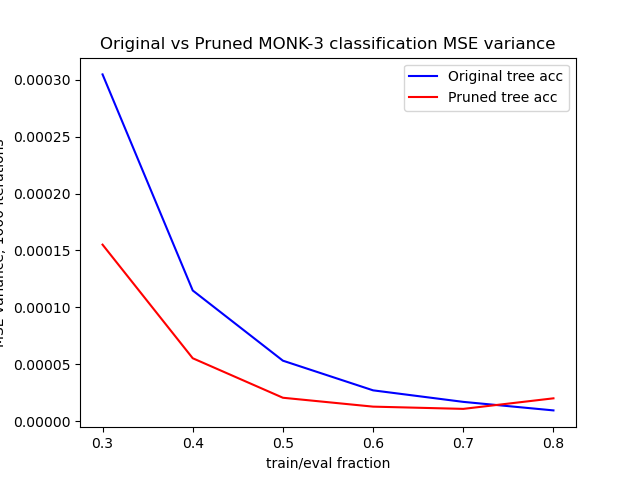 Original vs Pruned MONK-3 classification MSE variance
Original tree acc
Pruned tree acc
0.00030
0.00025
0.00020
0.00015
0.00010
0.00005
0.00000
MSE variance, 1000 iterations
0.3 0.4 0.5 0.6 0.7 0.8
train/eval fraction